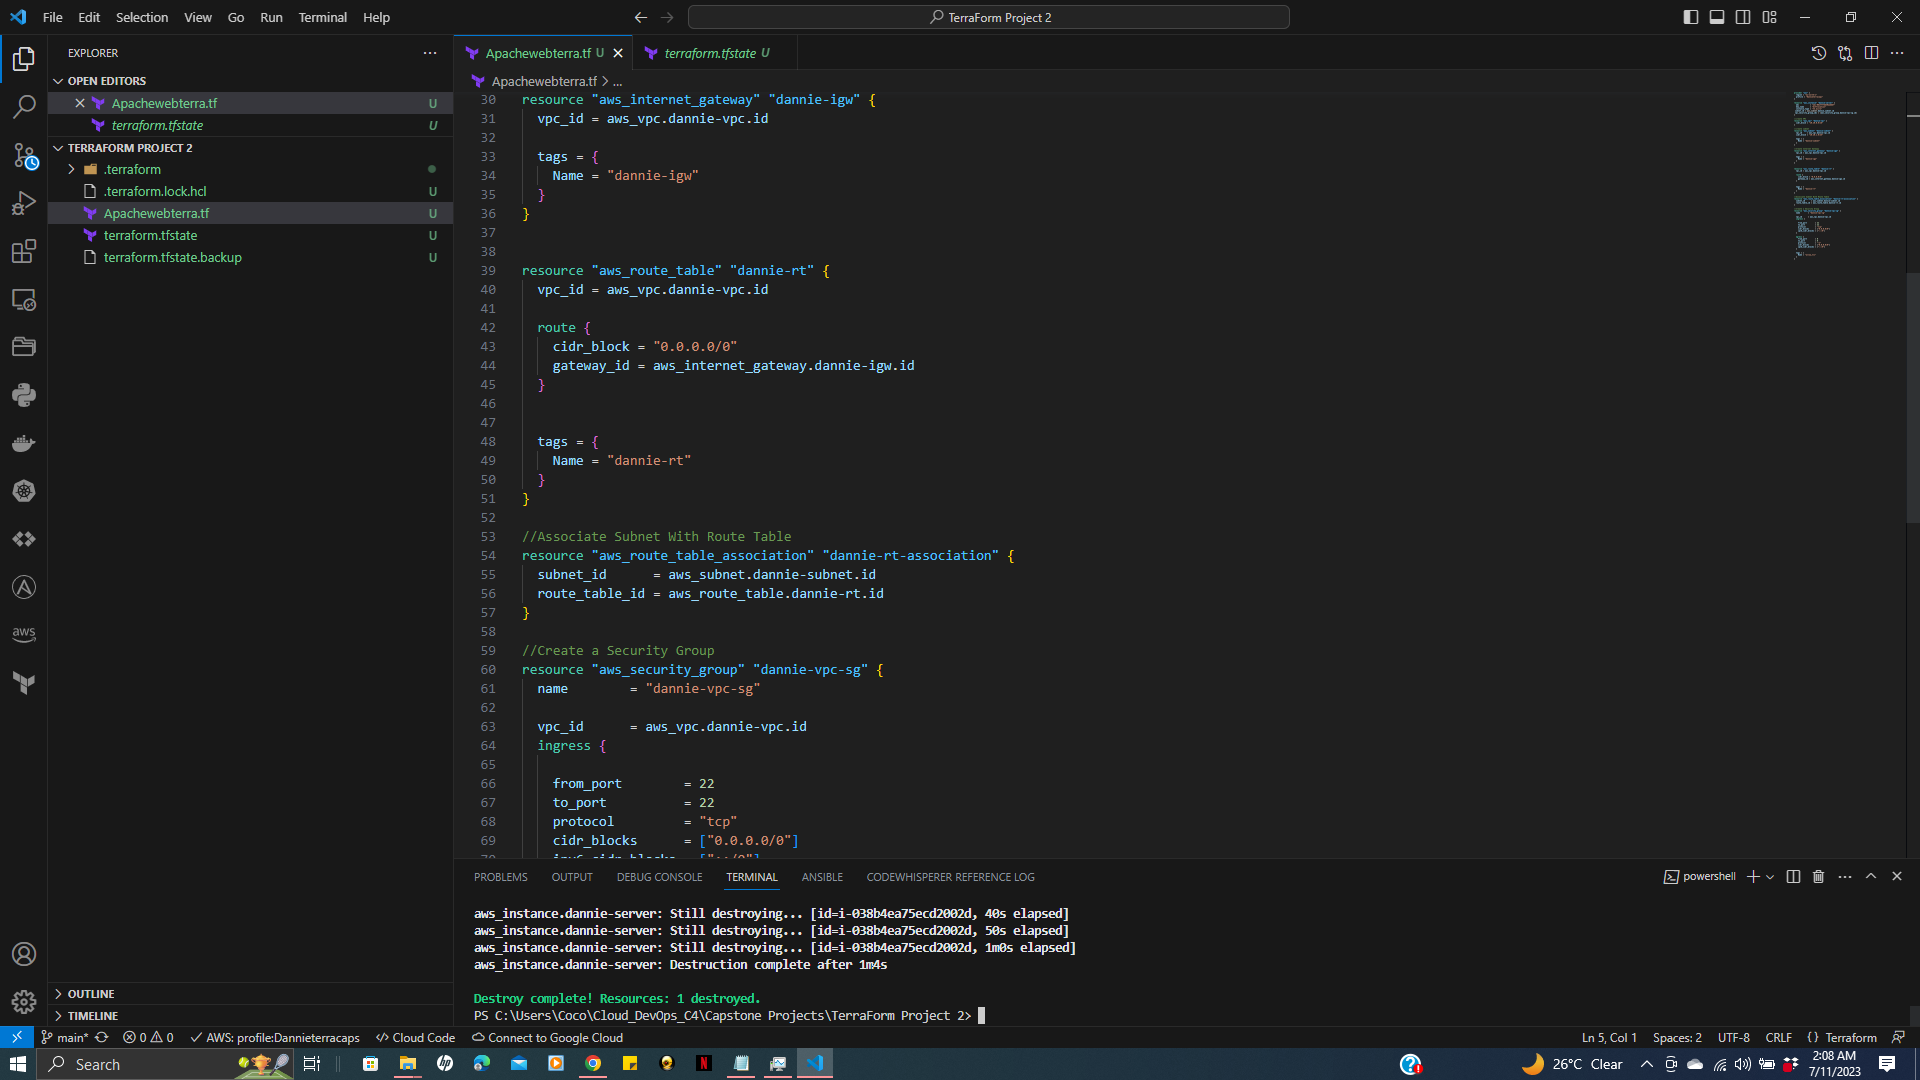 File Edit Selection View Go Run Terminal Help
TerraForm Project 2
EXPLORER
OPEN EDITORS
Apachewebterra.tf U
terraform.tfstate U
TERRAFORM PROJECT 2
.terraform
.terraform.lock.hcl U
Apachewebterra.tf U
terraform.tfstate U
terraform.tfstate.backup U
OUTLINE
TIMELINE
aws
Apachewebterra.tf U
terraform.tfstate U
Apachewebterra.tf > ...
30 resource "aws_internet_gateway" "dannie-igw" {
31 vpc_id = aws_vpc.dannie-vpc.id
32
33 tags = {
34 Name = "dannie-igw"
35 }
36 }
37
38
39 resource "aws_route_table" "dannie-rt" {
40 vpc_id = aws_vpc.dannie-vpc.id
41
42 route {
43 cidr_block = "0.0.0.0/0"
44 gateway_id = aws_internet_gateway.dannie-igw.id
45 }
46
47
48 tags = {
49 Name = "dannie-rt"
50 }
51 }
52
53 //Associate Subnet With Route Table
54 resource "aws_route_table_association" "dannie-rt-association" {
55 subnet_id = aws_subnet.dannie-subnet.id
56 route_table_id = aws_route_table.dannie-rt.id
57 }
58
59 //Create a Security Group
60 resource "aws_security_group" "dannie-vpc-sg" {
61 name = "dannie-vpc-sg"
62
63 vpc_id = aws_vpc.dannie-vpc.id
64 ingress {
65
66 from_port = 22
67 to_port = 22
68 protocol = "tcp"
69 cidr_blocks = ["0.0.0.0/0"]
PROBLEMS OUTPUT DEBUG CONSOLE TERMINAL ANSIBLE CODEWHISPERER REFERENCE LOG
powershell
aws_instance.dannie-server: Still destroying... [id=i-038b4ea75ecd2002d, 40s elapsed]
aws_instance.dannie-server: Still destroying... [id=i-038b4ea75ecd2002d, 50s elapsed]
aws_instance.dannie-server: Still destroying... [id=i-038b4ea75ecd2002d, 1m0s elapsed]
aws_instance.dannie-server: Destruction complete after 1m4s
Destroy complete! Resources: 1 destroyed.
PS C:\Users\Coco\Cloud_DevOps_C4\Capstone Projects\TerraForm Project 2>
main* 0 0 AWS: profile:Dannieterracaps Cloud Code Connect to Google Cloud
Ln 5, Col 1 Spaces: 2 UTF-8 CRLF {} Terraform
Search
26°C Clear
2:08 AM
7/11/2023